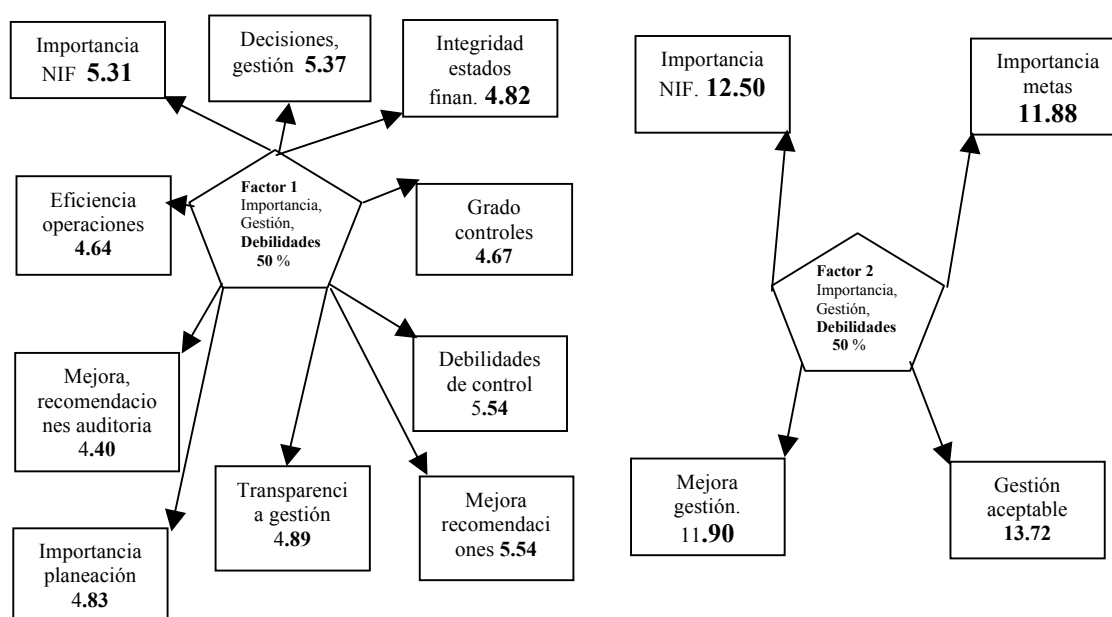 Importancia
NIF 5.31
Decisiones,
gestión 5.37
Integridad
estados
finan. 4.82
Eficiencia
operaciones
4.64
Factor 1
Importancia,
Gestión,
Debilidades
50 %
Grado
controles
4.67
Mejora,
recomendacio
nes auditoria
4.40
Debilidades
de control
5.54
Transparenci
a gestión
4.89
Mejora
recomendaci
ones 5.54
Importancia
planeación
4.83
Importancia
NIF. 12.50
Importancia
metas
11.88
Factor 2
Importancia,
Gestión,
Debilidades
50 %
Mejora
gestión.
11.90
Gestión
aceptable
13.72